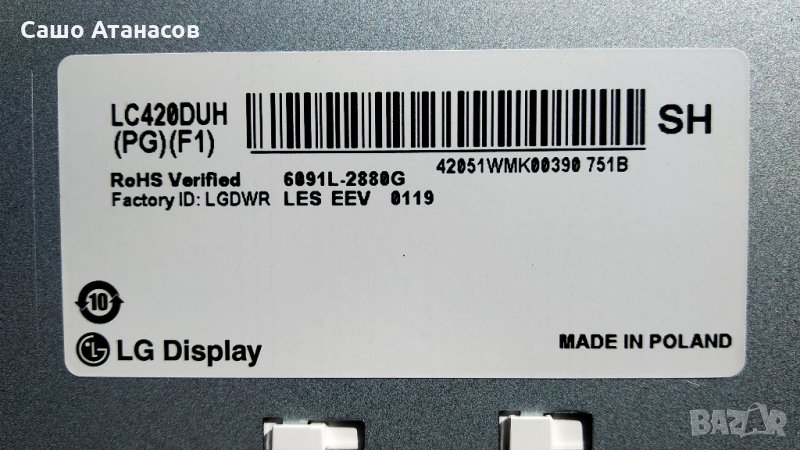 Сашо Атанасов
LC420DUH
(PG)(F1)
SH
42051WMK00390 751B
RoHS Verified 6091L-2880G
Factory ID: LGDWR LES EEV 0119
10
LG Display
MADE IN POLAND
BAZAR